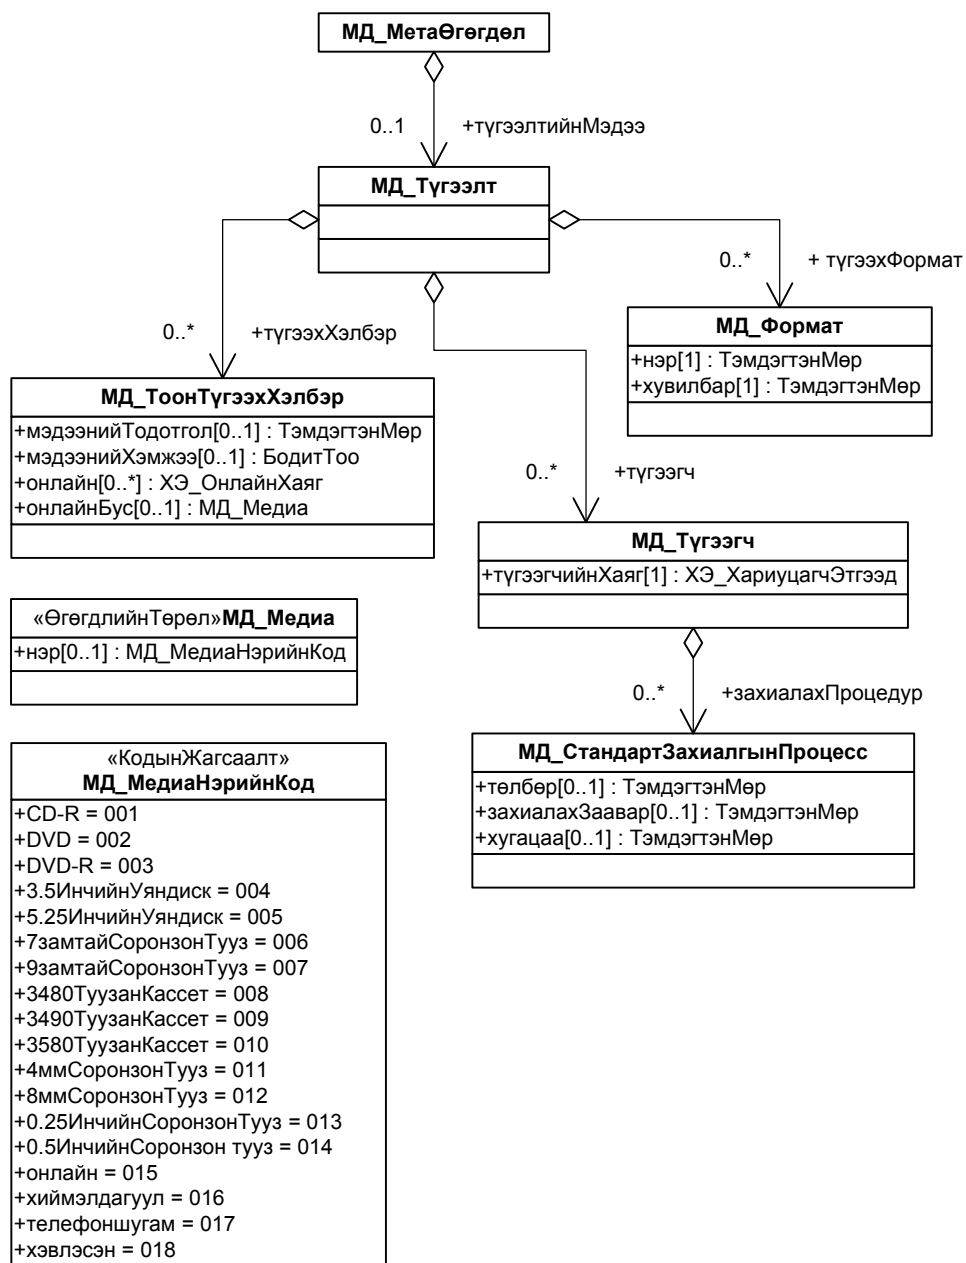 МД_МетаӨгөгдөл
0..1 +түгээлтийнМэдээ
МД_Түгээлт
0..* + түгээхФормат
МД_Формат
+нэр[1] : ТэмдэгтэнМөр
+хувилбар[1] : ТэмдэгтэнМөр
0..* +түгээхХэлбэр
МД_ТоонТүгээхХэлбэр
+мэдээнийТодотгол[0..1] : ТэмдэгтэнМөр
+мэдээнийХэмжээ[0..1] : БодитТоо
+онлайн[0..*] : ХЭ_ОнлайнХаяг
+онлайнБус[0..1] : МД_Медиа
0..* +түгээгч
МД_Түгээгч
+түгээгчийнХаяг[1] : ХЭ_ХариуцагчЭтгээд
«ӨгөгдлийнТөрөл»МД_Медиа
+нэр[0..1] : МД_МедиаНэрийнКод
0..* +захиалахПроцедур
МД_СтандартЗахиалгынПроцесс
+төлбөр[0..1] : ТэмдэгтэнМөр
+захиалахЗаавар[0..1] : ТэмдэгтэнМөр
+хугацаа[0..1] : ТэмдэгтэнМөр
«КодынЖагсаалт»
МД_МедиаНэрийнКод
+CD-R = 001
+DVD = 002
+DVD-R = 003
+3.5ИнчийнУяндиск = 004
+5.25ИнчийнУяндиск = 005
+7замтайСоронзонТууз = 006
+9замтайСоронзонТууз = 007
+3480ТуузанКассет = 008
+3490ТуузанКассет = 009
+3580ТуузанКассет = 010
+4ммСоронзонТууз = 011
+8ммСоронзонТууз = 012
+0.25ИнчийнСоронзонТууз = 013
+0.5ИнчийнСоронзон тууз = 014
+онлайн = 015
+хиймэлдагуул = 016
+телефоншугам = 017
+хэвлэсэн = 018